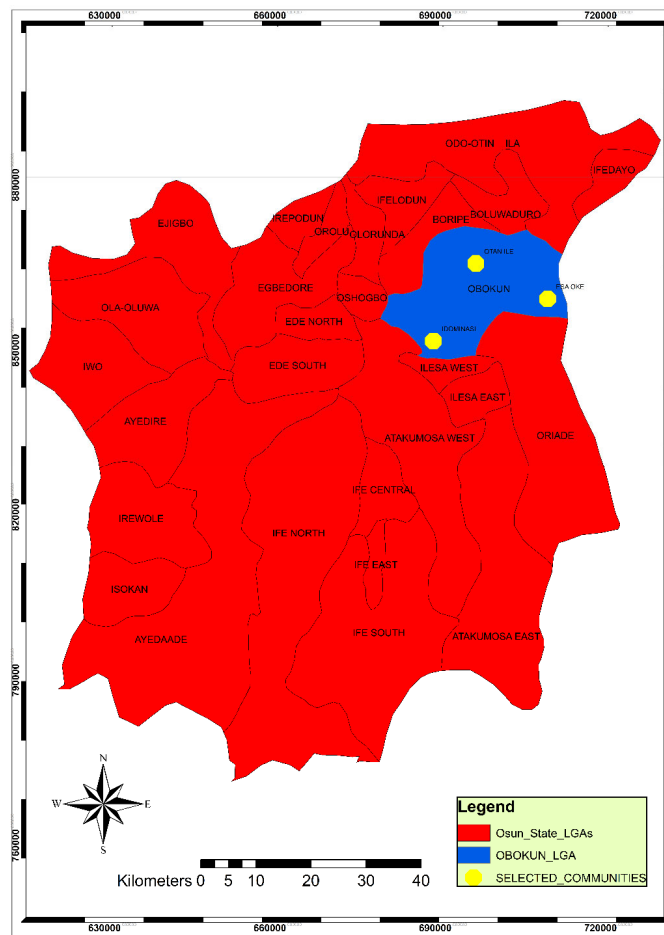 630000 660000 690000 720000
880000
850000
820000
790000
760000
ODO-OTIN ILA
IFEDAYO
IFELODUN
EJIGBO
IREPODUN
BORIPE
BOLUWADURO
OROLU
OLORUNDA
OTAN ILE
EGBEDORE
OBOKUN
ESA OKE
OLA-OLUWA
OSHOGBO
EDE NORTH
IDOMINASI
IWO
EDE SOUTH
ILESA WEST
ILESA EAST
AYEDIRE
ATAKUMOSA WEST
ORIADE
IFE CENTRAL
IREWOLE
IFE NORTH
IFE EAST
ISOKAN
IFE SOUTH
ATAKUMOSA EAST
AYEDAADE
N
W E
S
Kilometers 0 5 10 20 30 40
Legend
Osun_State_LGAs
OBOKUN_LGA
SELECTED_COMMUNITIES
630000 660000 690000 720000